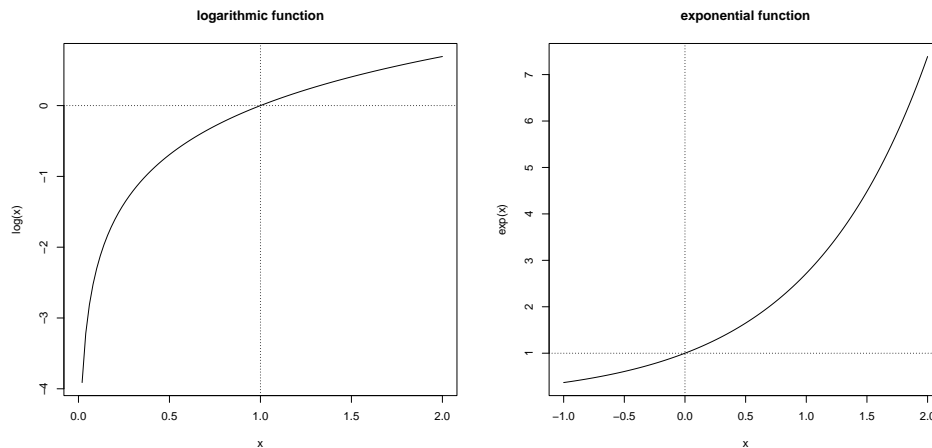 logarithmic function
log(x)
0
−1
−2
−3
−4
0.0 0.5 1.0 1.5 2.0
x
exponential function
exp(x)
7
6
5
4
3
2
1
−1.0 −0.5 0.0 0.5 1.0 1.5 2.0
x